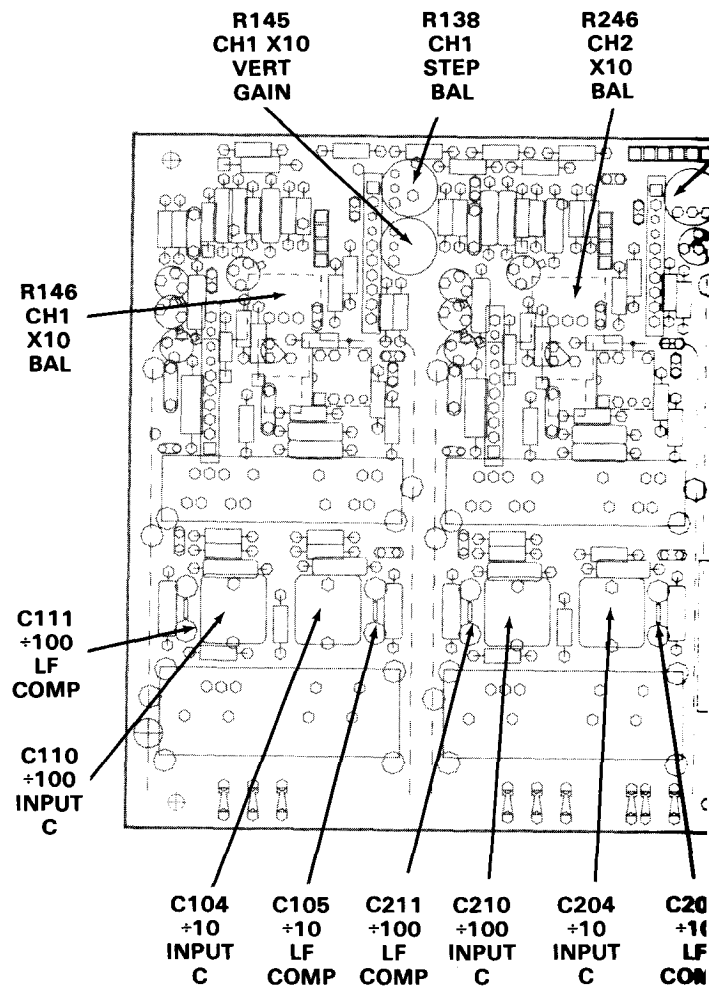 R145
CH1 X10
VERT
GAIN
R138
CH1
STEP
BAL
R246
CH2
X10
BAL
R146
CH1
X10
BAL
C111
÷100
LF
COMP
C110
÷100
INPUT
C
C104
÷10
INPUT
C
C105
÷10
LF
COMP
C211
÷100
LF
COMP
C210
÷100
INPUT
C
C204
÷10
INPUT
C
LF